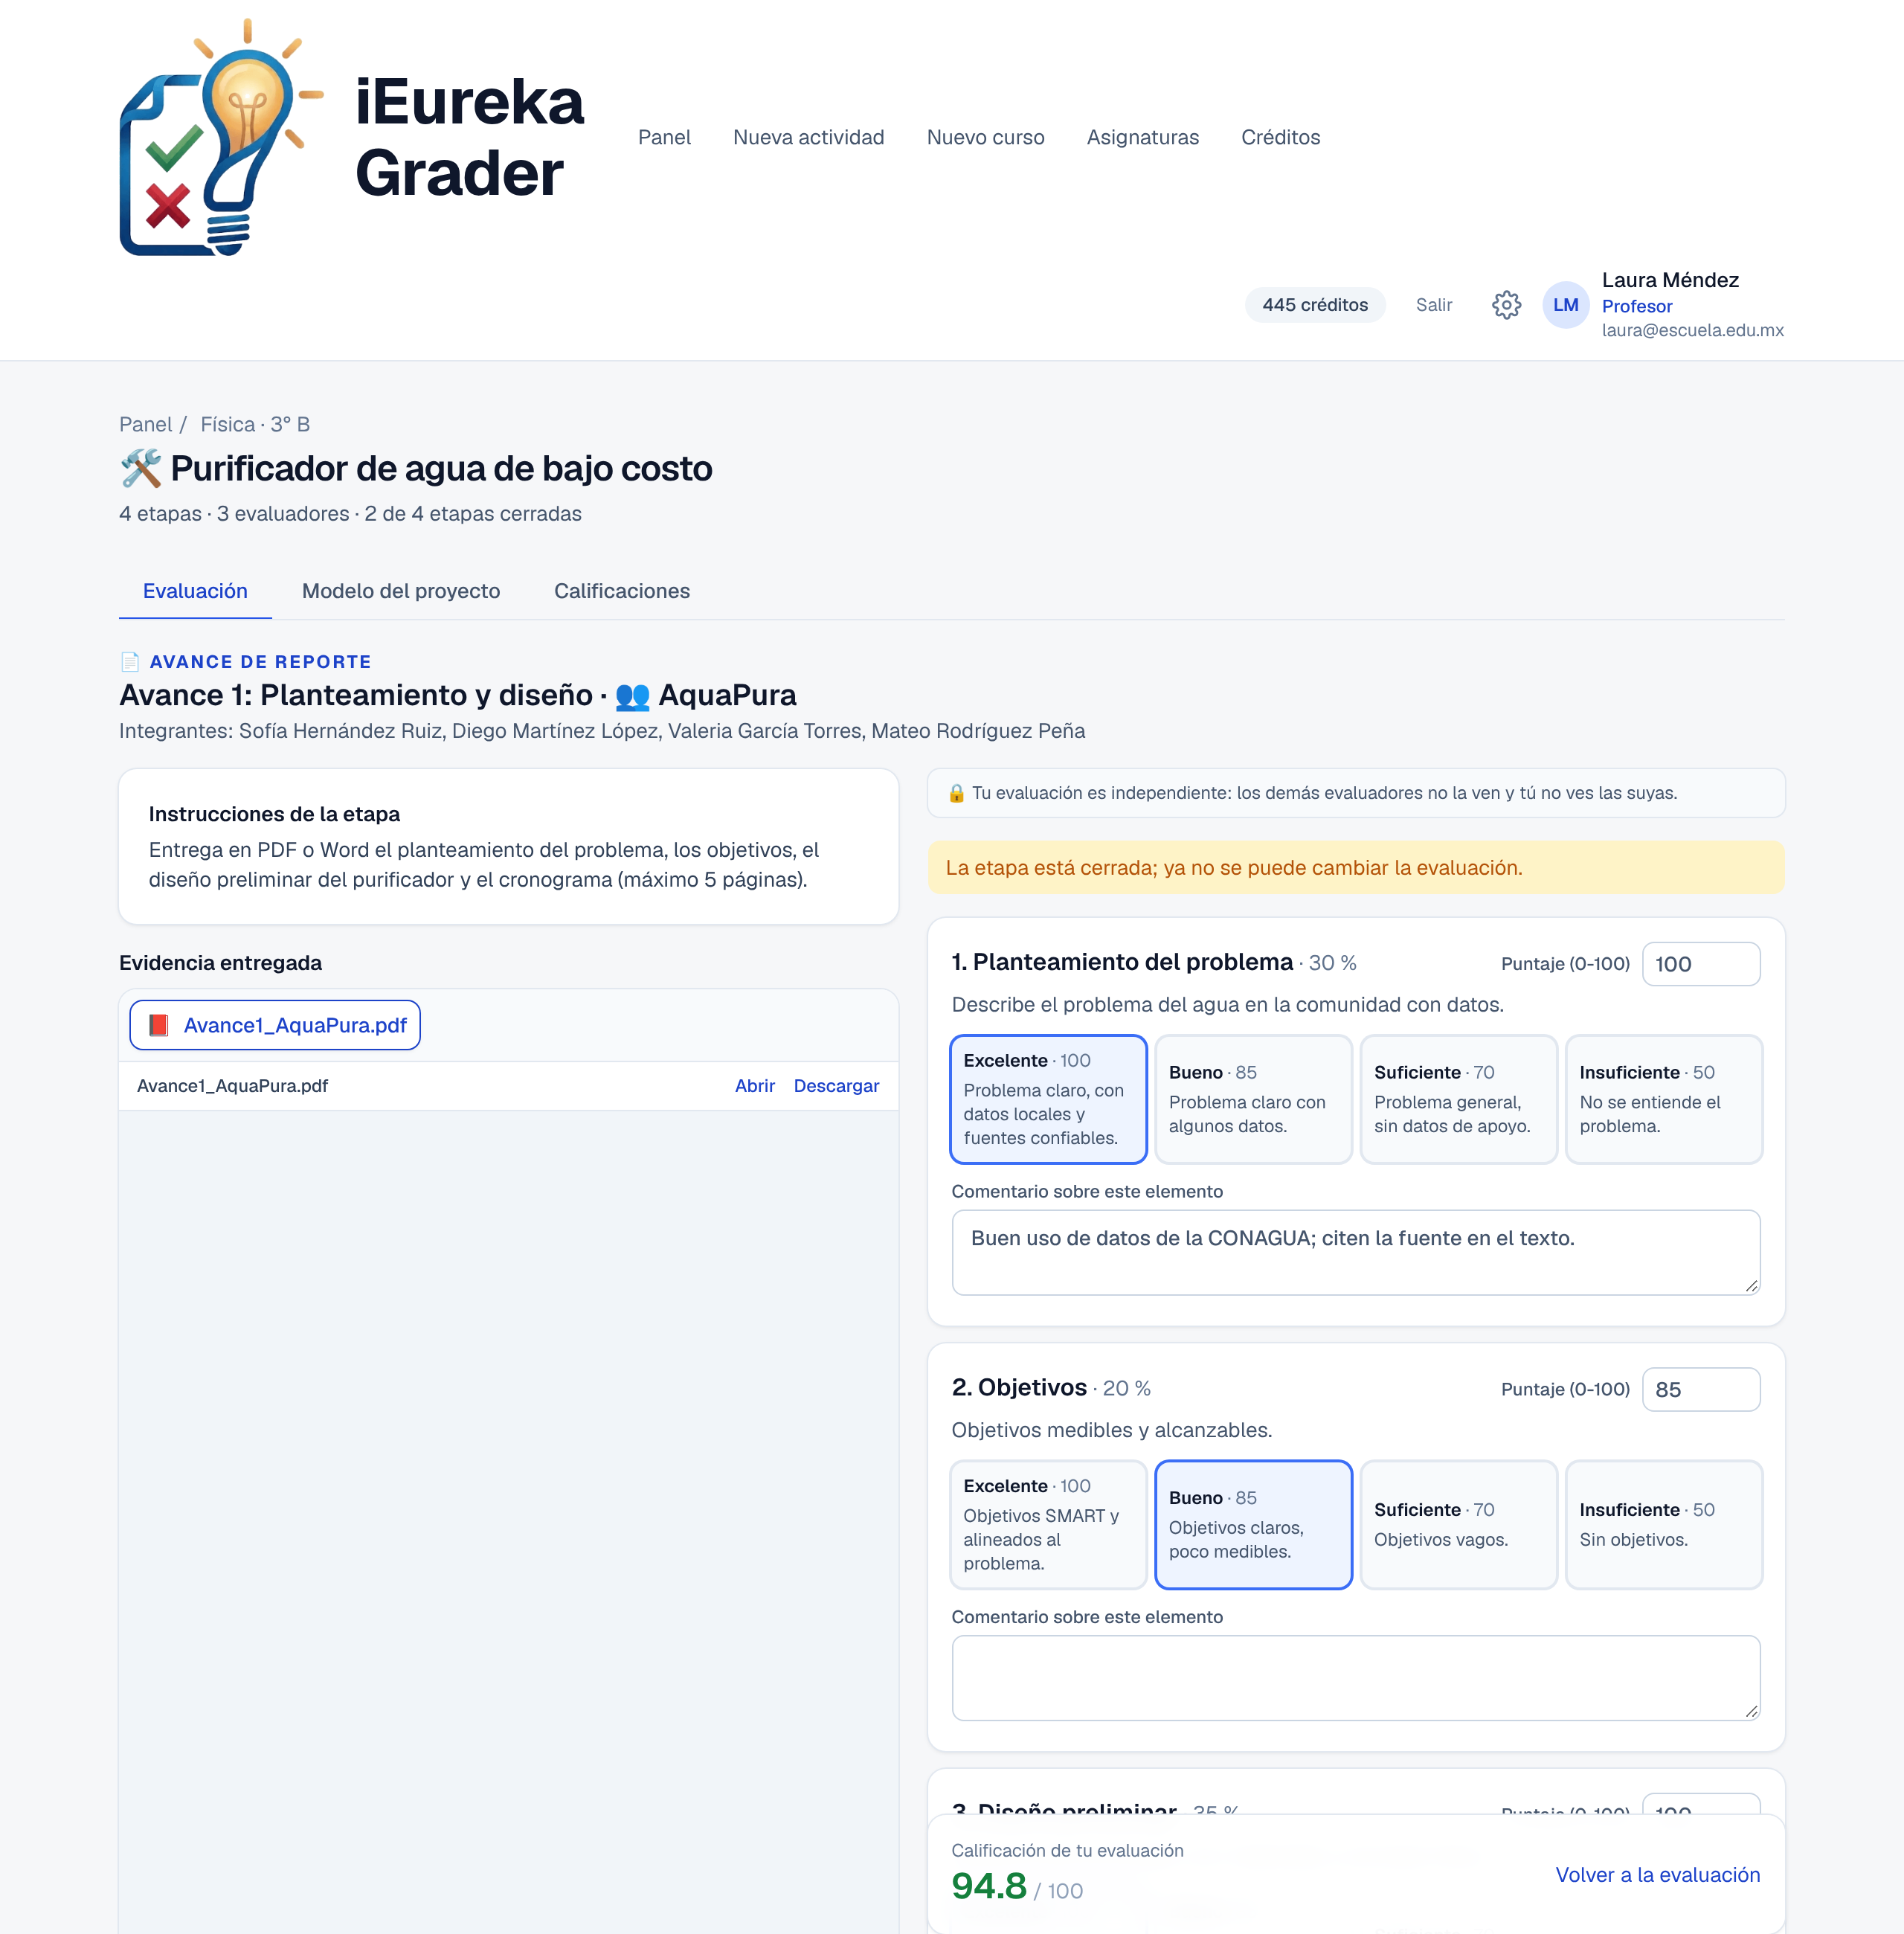 iEureka
Grader
Panel
Nueva actividad
Nuevo curso
Asignaturas
Créditos
445 créditos
Salir
LM
Laura Méndez
Profesor
laura@escuela.edu.mx
Panel / Física · 3° B
🛠️ Purificador de agua de bajo costo
4 etapas · 3 evaluadores · 2 de 4 etapas cerradas
Evaluación
Modelo del proyecto
Calificaciones
📄 AVANCE DE REPORTE
Avance 1: Planteamiento y diseño · 👥 AquaPura
Integrantes: Sofía Hernández Ruiz, Diego Martínez López, Valeria García Torres, Mateo Rodríguez Peña
Instrucciones de la etapa
Entrega en PDF o Word el planteamiento del problema, los objetivos, el
diseño preliminar del purificador y el cronograma (máximo 5 páginas).
Evidencia entregada
📕 Avance1_AquaPura.pdf
Avance1_AquaPura.pdf
Abrir
Descargar
🔒 Tu evaluación es independiente: los demás evaluadores no la ven y tú no ves las suyas.
La etapa está cerrada; ya no se puede cambiar la evaluación.
1. Planteamiento del problema · 30 %
Puntaje (0-100)
100
Describe el problema del agua en la comunidad con datos.
Excelente · 100
Problema claro, con
datos locales y
fuentes confiables.
Bueno · 85
Problema claro con
algunos datos.
Suficiente · 70
Problema general,
sin datos de apoyo.
Insuficiente · 50
No se entiende el
problema.
Comentario sobre este elemento
Buen uso de datos de la CONAGUA; citen la fuente en el texto.
2. Objetivos · 20 %
Puntaje (0-100)
85
Objetivos medibles y alcanzables.
Excelente · 100
Objetivos SMART y
alineados al
problema.
Bueno · 85
Objetivos claros,
poco medibles.
Suficiente · 70
Objetivos vagos.
Insuficiente · 50
Sin objetivos.
Comentario sobre este elemento
3. Diseño preliminar · 35 %
Puntaje (0-100)
100
Calificación de tu evaluación
94.8 / 100
Volver a la evaluación